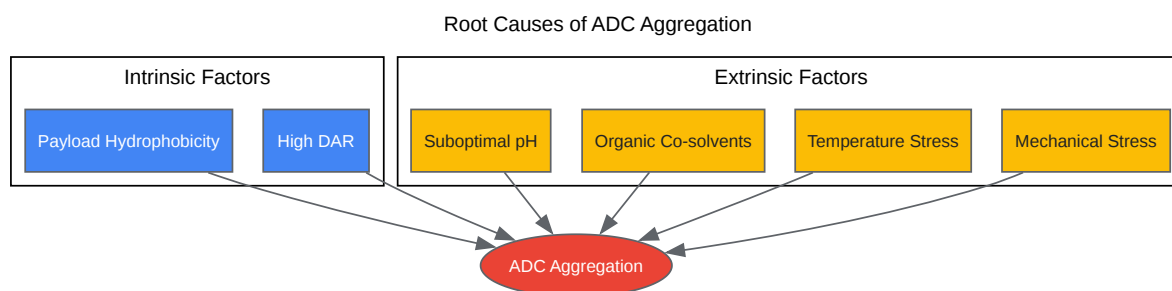 Root Causes of ADC Aggregation
Intrinsic Factors
Extrinsic Factors
Payload Hydrophobicity
High DAR
Suboptimal pH
Organic Co-solvents
Temperature Stress
Mechanical Stress
ADC Aggregation